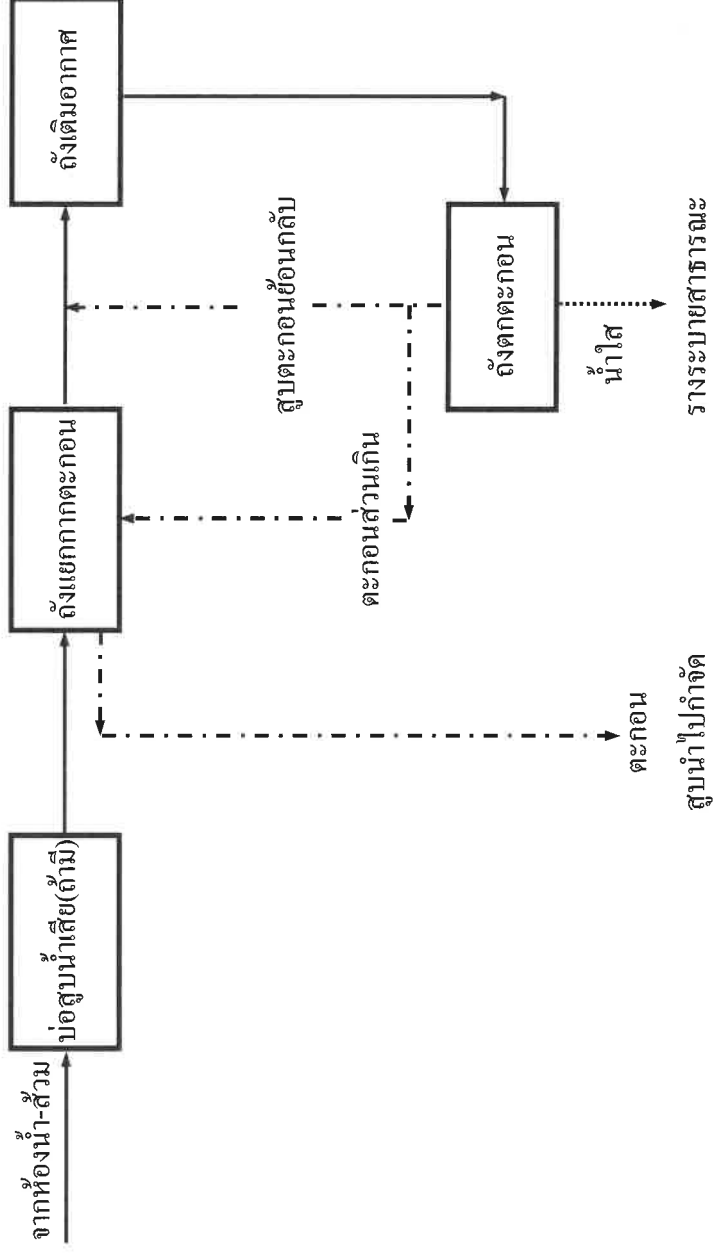 จากห้องน้ำ-ส้วม
บ่อสูบน้ำเสีย(ถ้ามี)
ถังแยกกากตะกอน
ถังเติมอากาศ
ตะกอนส่วนเกิน
สูบตะกอนย้อนกลับ
ถังตกตะกอน
น้ำใส
รางระบายสาธารณะ
ตะกอน
สูบนำไปกำจัด